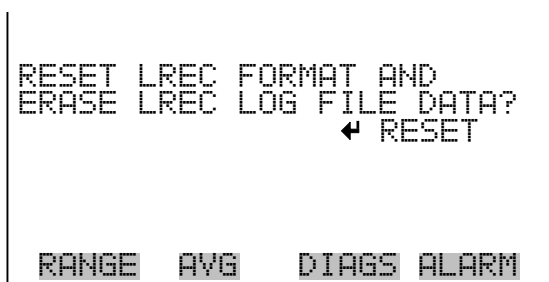 RESET LREC FORMAT AND
ERASE LREC LOG FILE DATA?
↵ RESET
RANGE AVG DIAGS ALARM